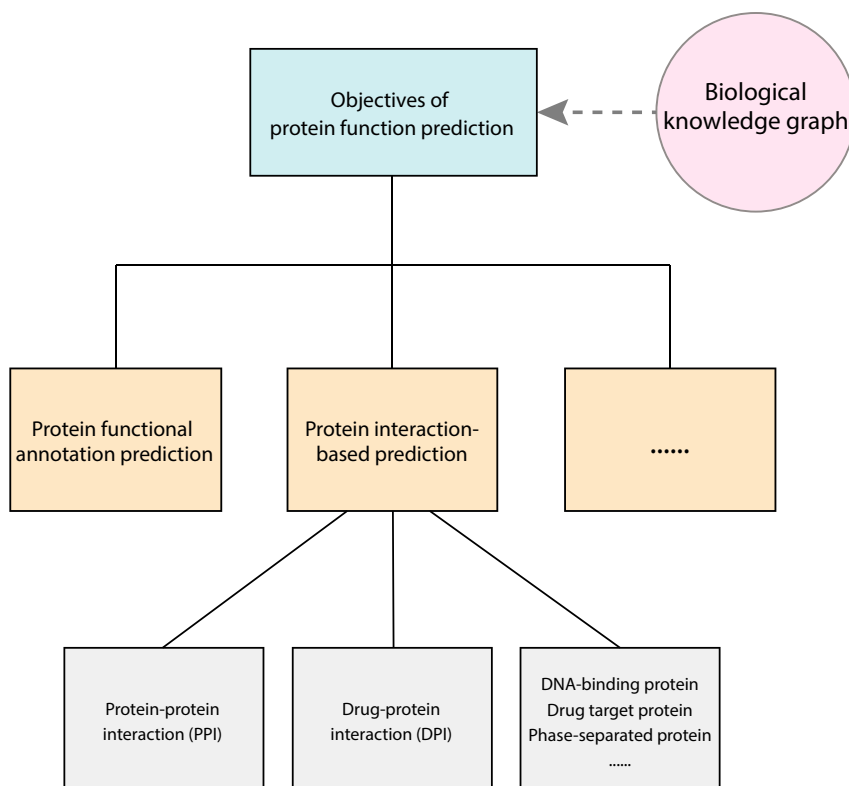 Objectives of
protein function prediction
Biological
knowledge graph
Protein functional
annotation prediction
Protein interaction-
based prediction
......
Protein-protein
interaction (PPI)
Drug-protein
interaction (DPI)
DNA-binding protein
Drug target protein
Phase-separated protein
......